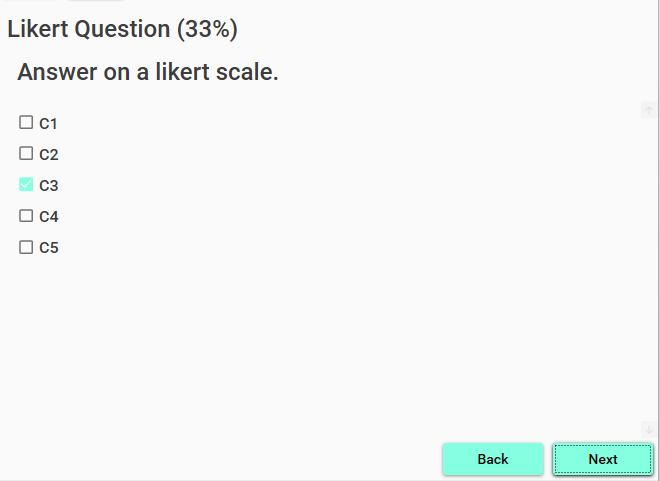 Likert Question (33%)
Answer on a likert scale.
C1
C2
C3
C4
C5
Back
Next